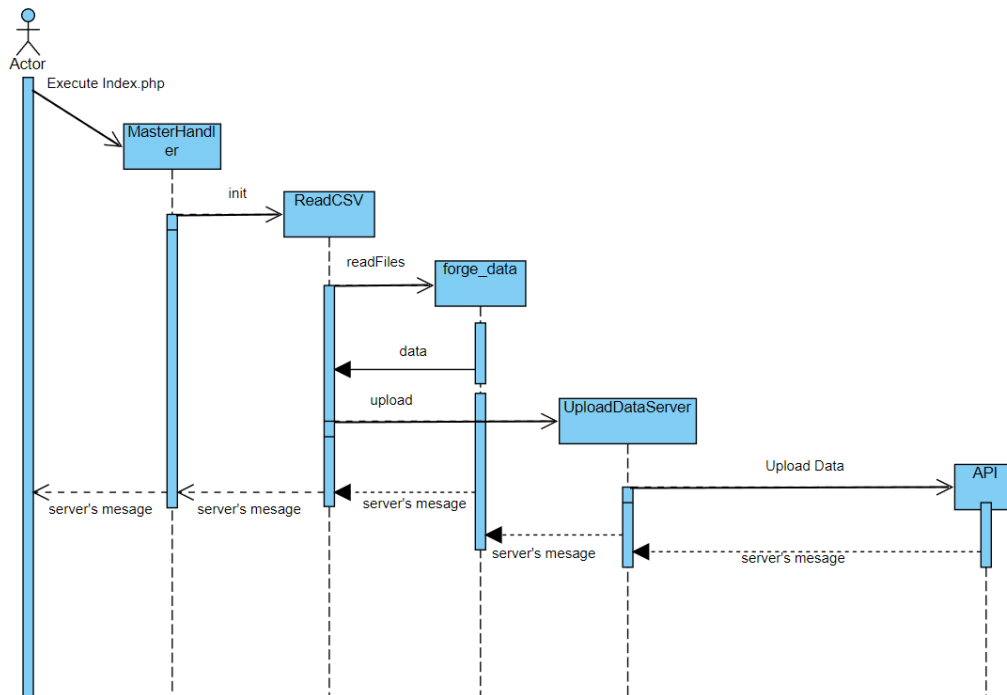 Actor
Execute Index.php
MasterHandl
er
init
ReadCSV
readFiles
forge_data
data
upload
UploadDataServer
Upload Data
API
server's mesage
server's mesage
server's mesage
server's mesage
server's mesage